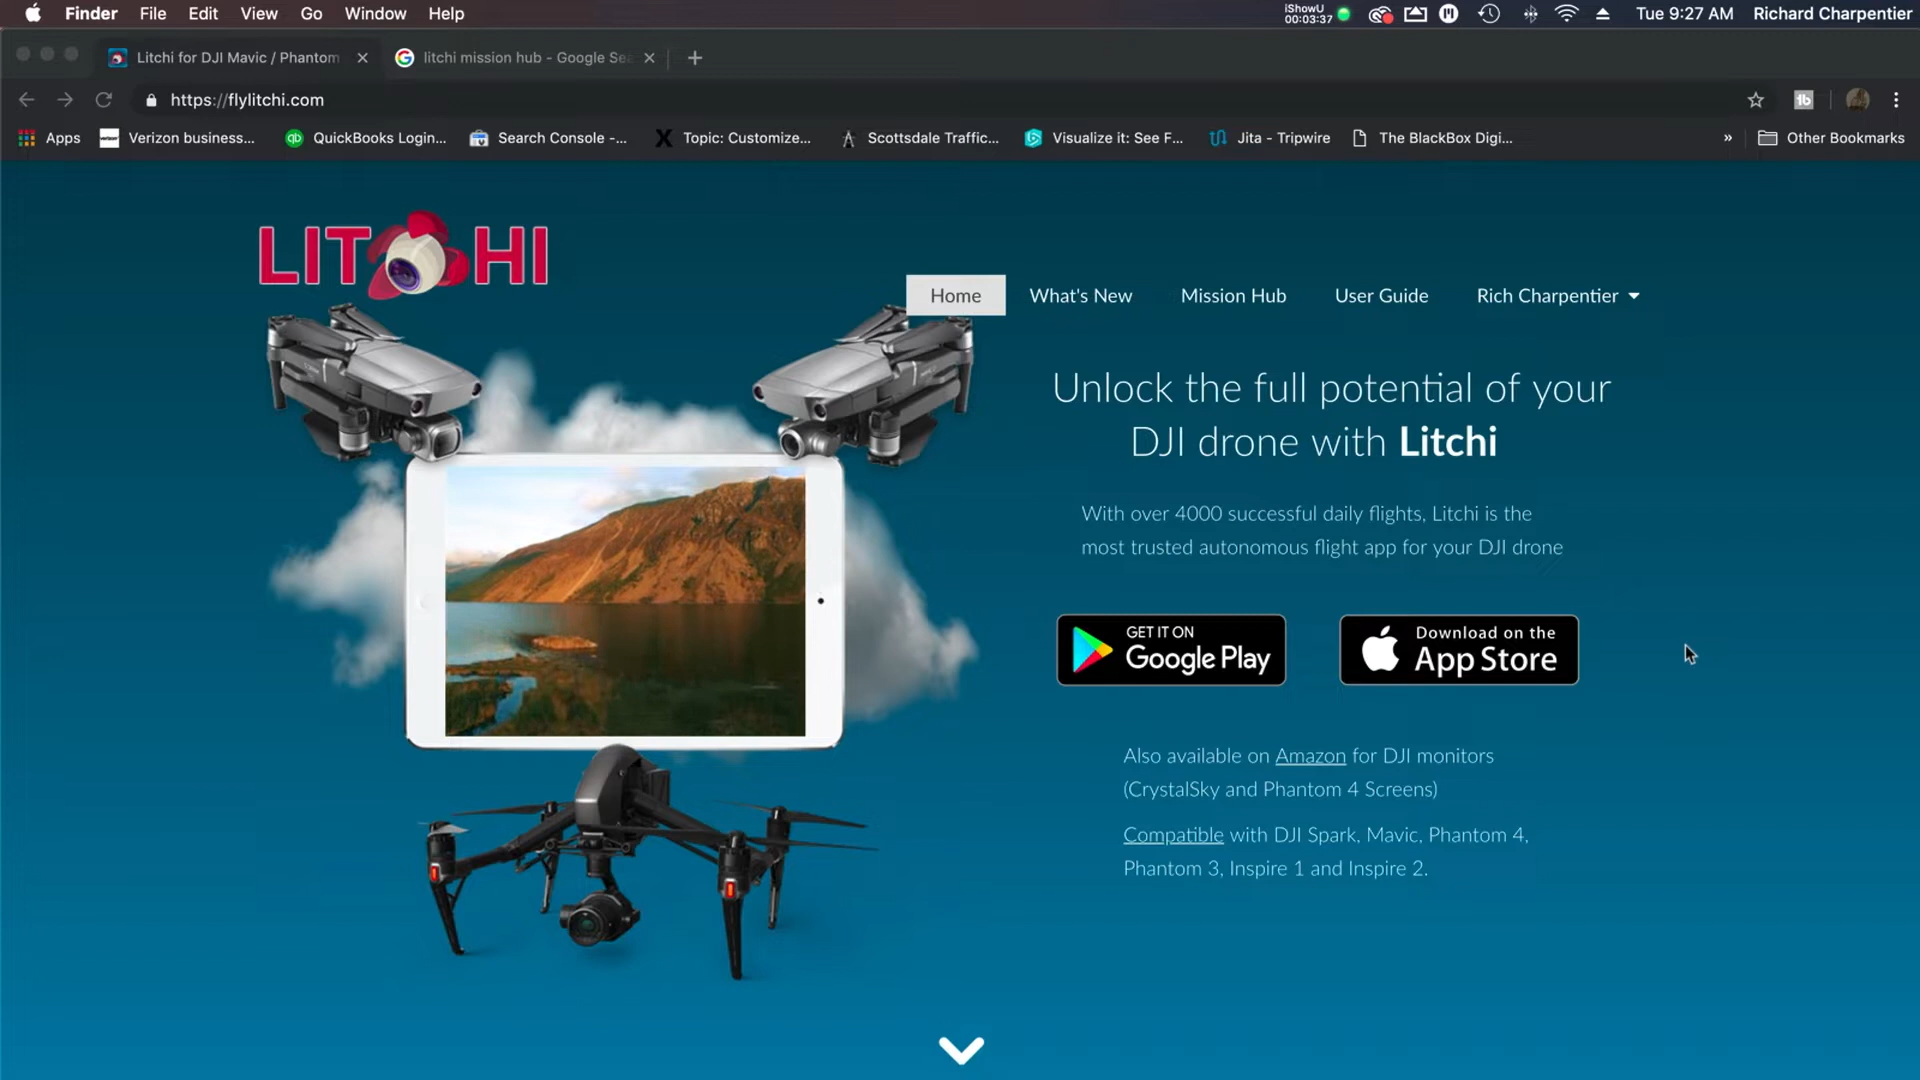 Finder File Edit View Go Window Help
iShowU
00:03:37
Tue 9:27 AM Richard Charpentier
Litchi for DJI Mavic / Phantom
litchi mission hub - Google Sea
https://flylitchi.com
Apps
Verizon business...
QuickBooks Login...
Search Console -...
Topic: Customize...
Scottsdale Traffic...
Visualize it: See F...
Jita - Tripwire
The BlackBox Digi...
»
Other Bookmarks
LITCHI
Home What's New Mission Hub User Guide Rich Charpentier
Unlock the full potential of your
DJI drone with Litchi
With over 4000 successful daily flights, Litchi is the
most trusted autonomous flight app for your DJI drone
GET IT ON
Google Play
Download on the
App Store
Also available on Amazon for DJI monitors
(CrystalSky and Phantom 4 Screens)
Compatible with DJI Spark, Mavic, Phantom 4,
Phantom 3, Inspire 1 and Inspire 2.